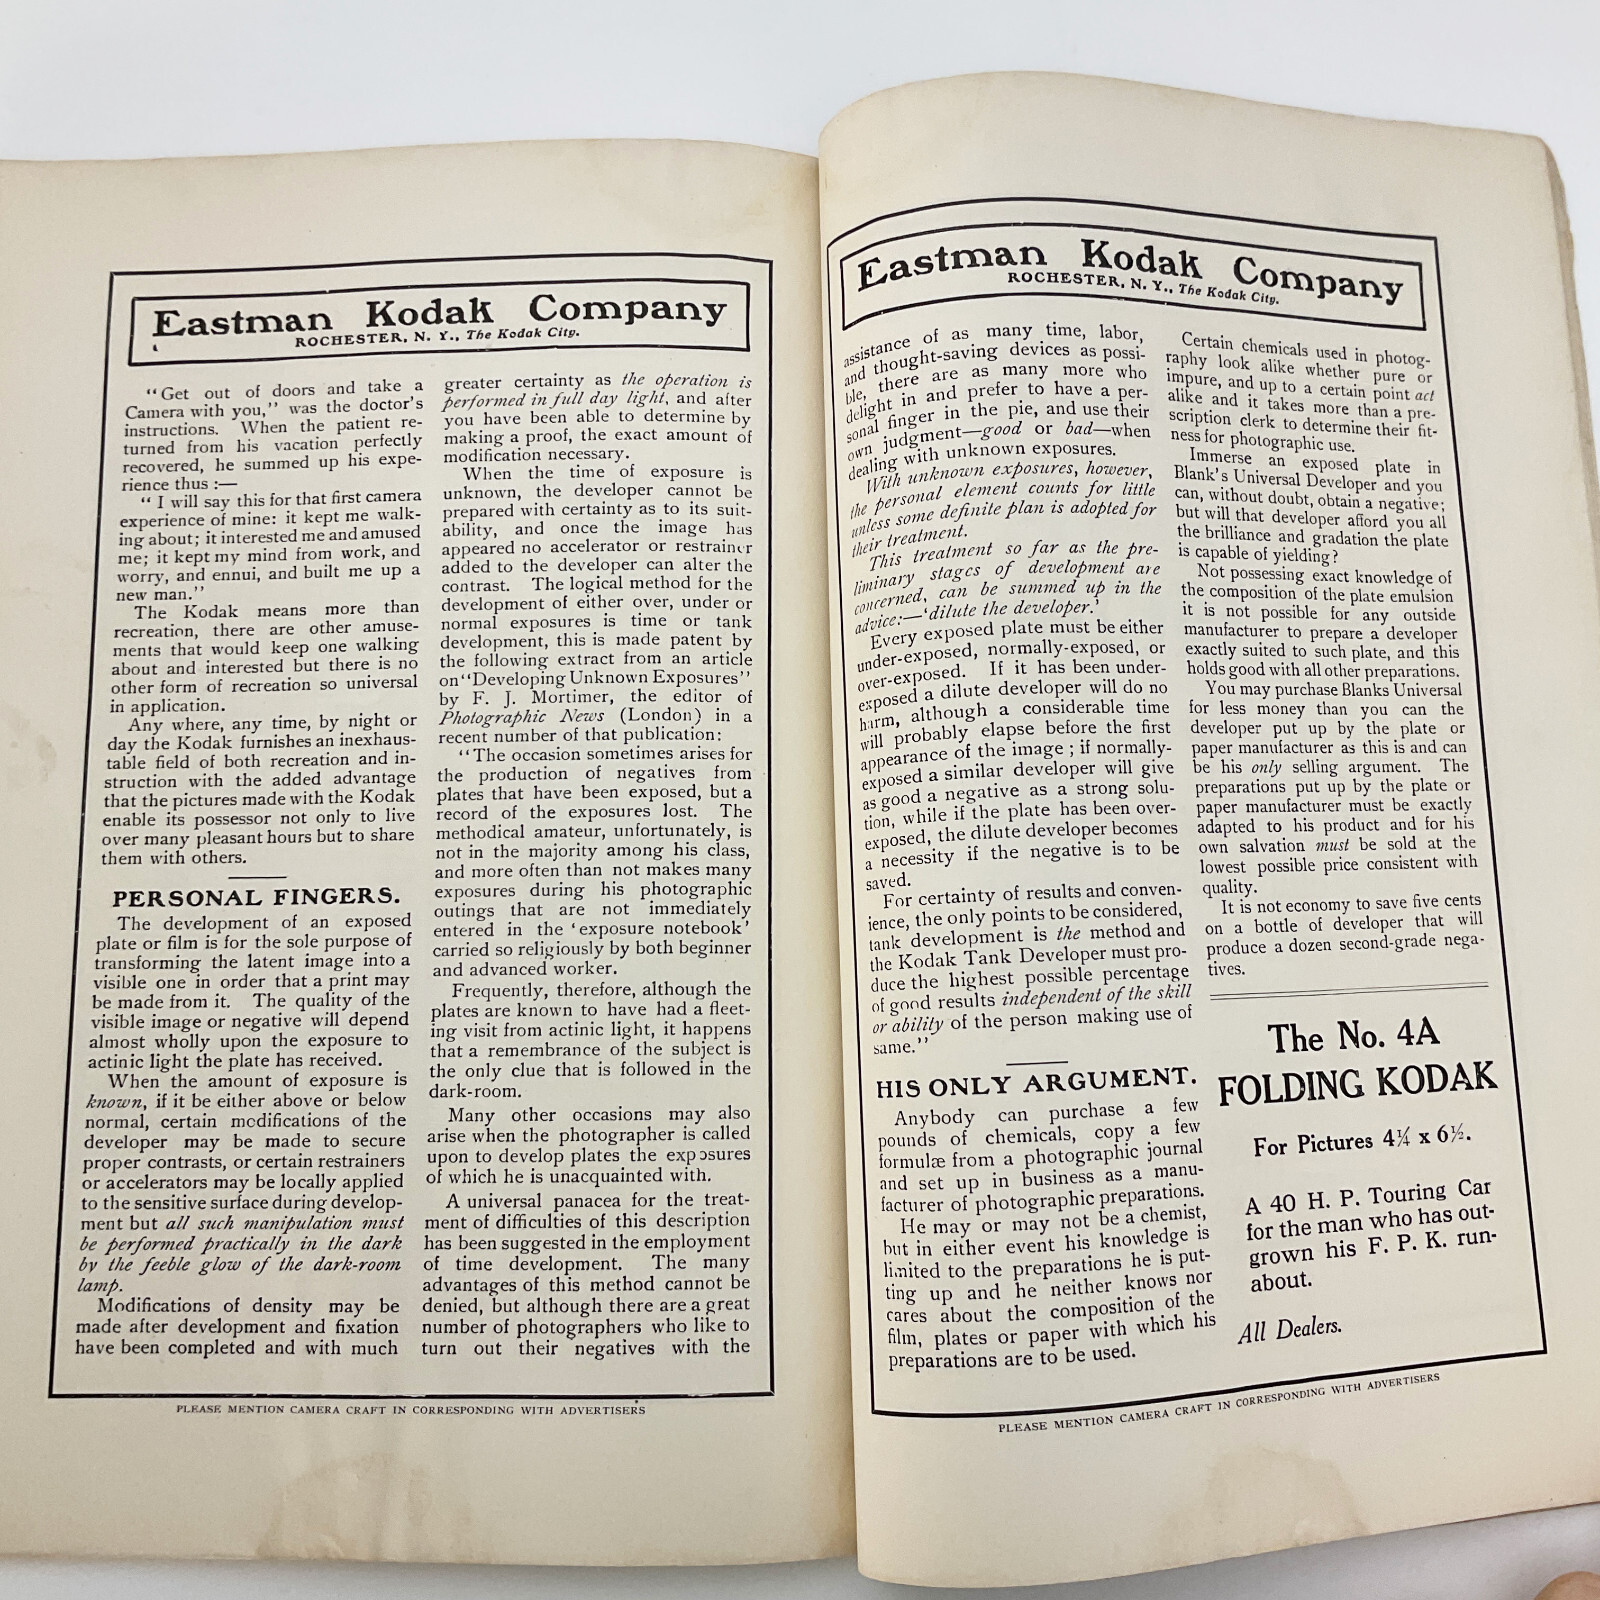 Eastman Kodak Company
ROCHESTER, N. Y., The Kodak City.
"Get out of doors and take a
Camera with you," was the doctor's
instructions. When the patient re-
turned from his vacation perfectly
recovered, he summed up his expe-
rience thus :—
"I will say this for that first camera
experience of mine: it kept me walk-
ing about; it interested me and amused
me; it kept my mind from work, and
worry, and ennui, and built me up a
new man."
The Kodak means more than
recreation, there are other amuse-
ments that would keep one walking
about and interested but there is no
other form of recreation so universal
in application.
Any where, any time, by night or
day the Kodak furnishes an inexhaus-
table field of both recreation and in-
struction with the added advantage
that the pictures made with the Kodak
enable its possessor not only to live
over many pleasant hours but to share
them with others.
PERSONAL FINGERS.
The development of an exposed
plate or film is for the sole purpose of
transforming the latent image into a
visible one in order that a print may
be made from it. The quality of the
visible image or negative will depend
almost wholly upon the exposure to
actinic light the plate has received.
When the amount of exposure is
known, if it be either above or below
normal, certain modifications of the
developer may be made to secure
proper contrasts, or certain restrainers
or accelerators may be locally applied
to the sensitive surface during develop-
ment but all such manipulation must
be performed practically in the dark
by the feeble glow of the dark-room
lamp.
Modifications of density may be
made after development and fixation
have been completed and with much
greater certainty as the operation is
performed in full day light, and after
you have been able to determine by
making a proof, the exact amount of
modification necessary.
When the time of exposure is
unknown, the developer cannot be
prepared with certainty as to its suit-
ability, and once the image has
appeared no accelerator or restrainer
added to the developer can alter the
contrast. The logical method for the
development of either over, under or
normal exposures is time or tank
development, this is made patent by
the following extract from an article
on "Developing Unknown Exposures"
by F. J. Mortimer, the editor of
Photographic News (London) in a
recent number of that publication:
"The occasion sometimes arises for
the production of negatives from
plates that have been exposed, but a
record of the exposures lost. The
methodical amateur, unfortunately, is
not in the majority among his class,
and more often than not makes many
exposures during his photographic
outings that are not immediately
entered in the 'exposure notebook'
carried so religiously by both beginner
and advanced worker.
Frequently, therefore, although the
plates are known to have had a fleet-
ing visit from actinic light, it happens
that a remembrance of the subject is
the only clue that is followed in the
dark-room.
Many other occasions may also
arise when the photographer is called
upon to develop plates the exposures
of which he is unacquainted with.
A universal panacea for the treat-
ment of difficulties of this description
has been suggested in the employment
of time development. The many
advantages of this method cannot be
denied, but although there are a great
number of photographers who like to
turn out their negatives with the
PLEASE MENTION CAMERA CRAFT IN CORRESPONDING WITH ADVERTISERS
Eastman Kodak Company
ROCHESTER, N. Y., The Kodak City.
assistance of as many time, labor,
and thought-saving devices as possi-
ble, there are as many more who
delight in and prefer to have a per-
sonal finger in the pie, and use their
own judgment—good or bad—when
dealing with unknown exposures.
With unknown exposures, however,
the personal element counts for little
unless some definite plan is adopted for
their treatment.
This treatment so far as the pre-
liminary stages of development are
concerned, can be summed up in the
advice:—'dilute the developer.'
Every exposed plate must be either
under-exposed, normally-exposed, or
over-exposed. If it has been under-
exposed a dilute developer will do no
harm, although a considerable time
will probably elapse before the first
appearance of the image ; if normally-
exposed a similar developer will give
as good a negative as a strong solu-
tion, while if the plate has been over-
exposed, the dilute developer becomes
a necessity if the negative is to be
saved.
For certainty of results and conven-
ience, the only points to be considered,
tank development is the method and
the Kodak Tank Developer must pro-
duce the highest possible percentage
of good results independent of the skill
or ability of the person making use of
same."
HIS ONLY ARGUMENT.
Anybody can purchase a few
pounds of chemicals, copy a few
formulæ from a photographic journal
and set up in business as a manu-
facturer of photographic preparations.
He may or may not be a chemist,
but in either event his knowledge is
limited to the preparations he is put-
ting up and he neither knows nor
cares about the composition of the
film, plates or paper with which his
preparations are to be used.
Certain chemicals used in photog-
raphy look alike whether pure or
impure, and up to a certain point act
alike and it takes more than a pre-
scription clerk to determine their fit-
ness for photographic use.
Immerse an exposed plate in
Blank's Universal Developer and you
can, without doubt, obtain a negative;
but will that developer afford you all
the brilliance and gradation the plate
is capable of yielding?
Not possessing exact knowledge of
the composition of the plate emulsion
it is not possible for any outside
manufacturer to prepare a developer
exactly suited to such plate, and this
holds good with all other preparations.
You may purchase Blanks Universal
for less money than you can the
developer put up by the plate or
paper manufacturer as this is and can
be his only selling argument. The
preparations put up by the plate or
paper manufacturer must be exactly
adapted to his product and for his
own salvation must be sold at the
lowest possible price consistent with
quality.
It is not economy to save five cents
on a bottle of developer that will
produce a dozen second-grade nega-
tives.
The No. 4A
FOLDING KODAK
For Pictures 4¼ x 6½.
A 40 H. P. Touring Car
for the man who has out-
grown his F. P. K. run-
about.
All Dealers.
PLEASE MENTION CAMERA CRAFT IN CORRESPONDING WITH ADVERTISERS